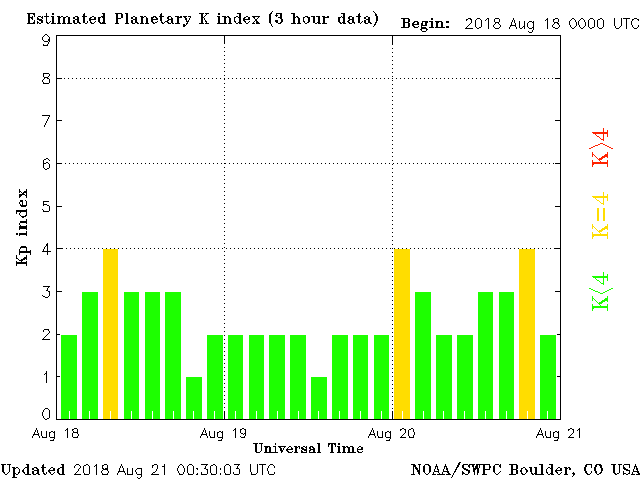 Estimated Planetary K index (3 hour data) Begin: 2018 Aug 18 0000 UTC
9
8
7
6
5
4
3
2
1
0
Kp index
K>4
K=4
K<4
Aug 18 Aug 19 Aug 20 Aug 21
Universal Time
Updated 2018 Aug 21 00:30:03 UTC NOAA/SWPC Boulder, CO USA